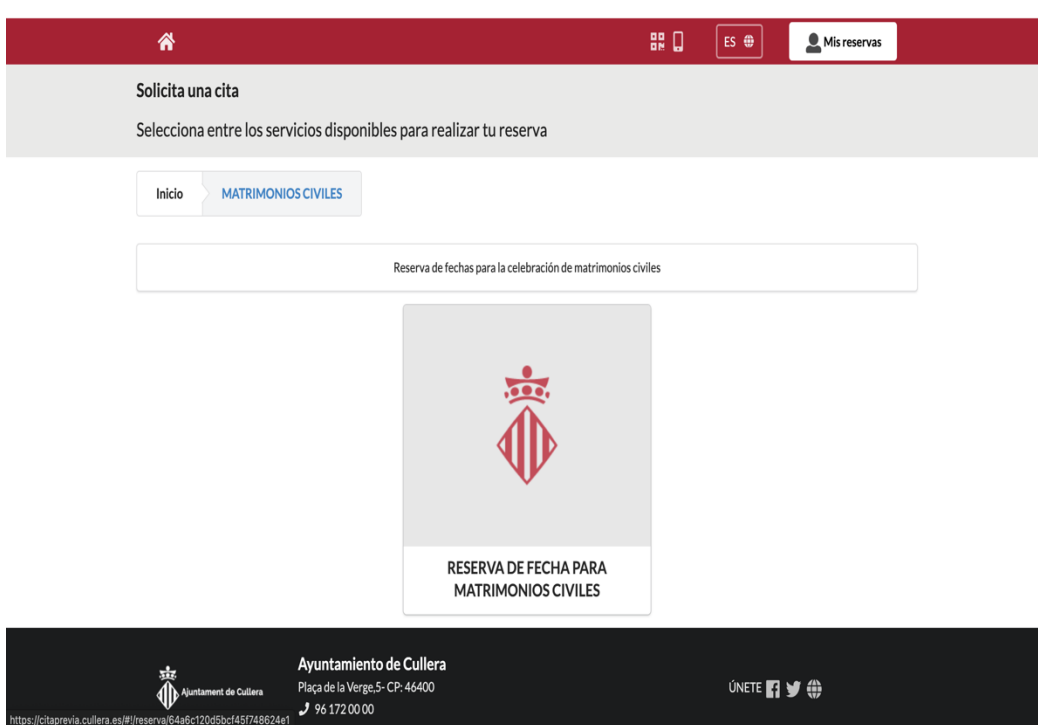 ES
Mis reservas
Solicita una cita
Selecciona entre los servicios disponibles para realizar tu reserva
Inicio
MATRIMONIOS CIVILES
Reserva de fechas para la celebración de matrimonios civiles
RESERVA DE FECHA PARA
MATRIMONIOS CIVILES
Ajuntament de Cullera
Ayuntamiento de Cullera
Plaça de la Verge,5- CP: 46400
96 172 00 00
ÚNETE
https://citaprevia.cullera.es/#!/reserva/64a6c120d5bcf45f748624e1